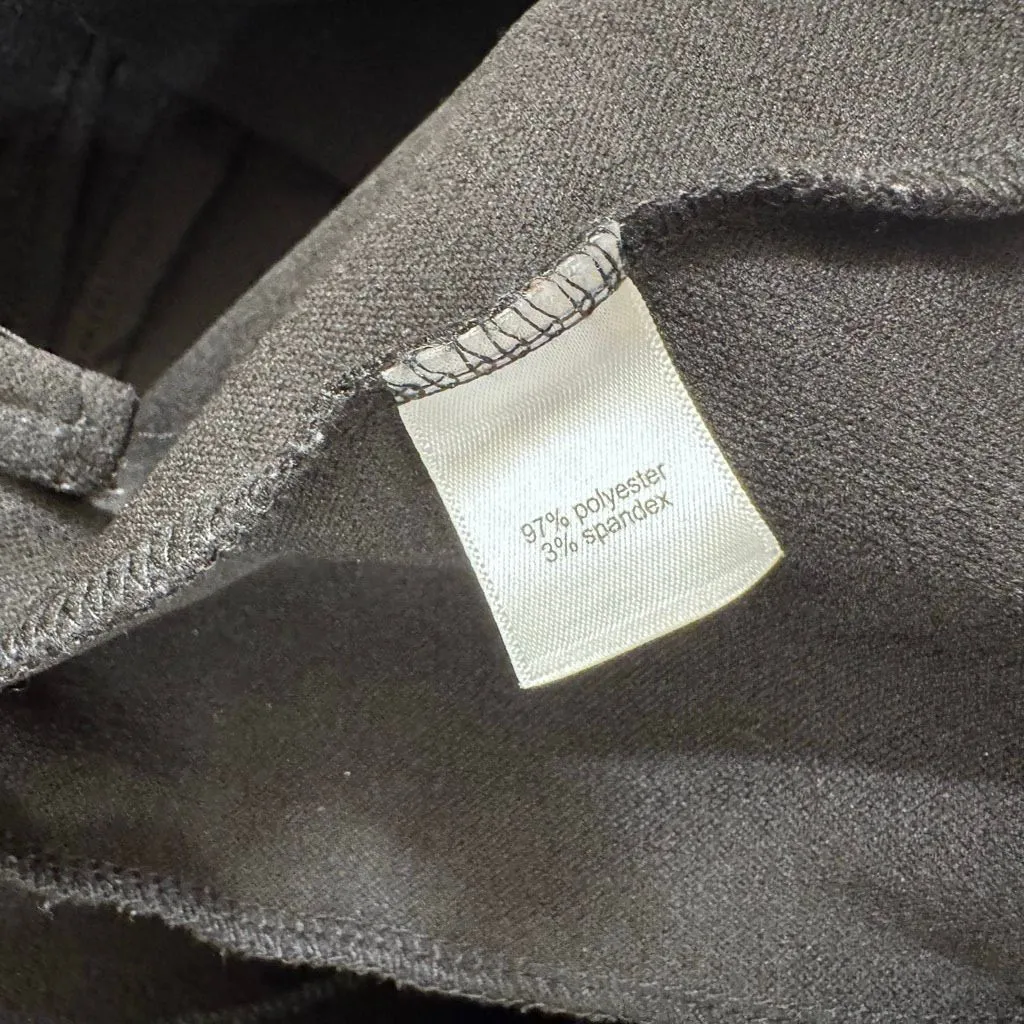 97% polyester
3% spandex